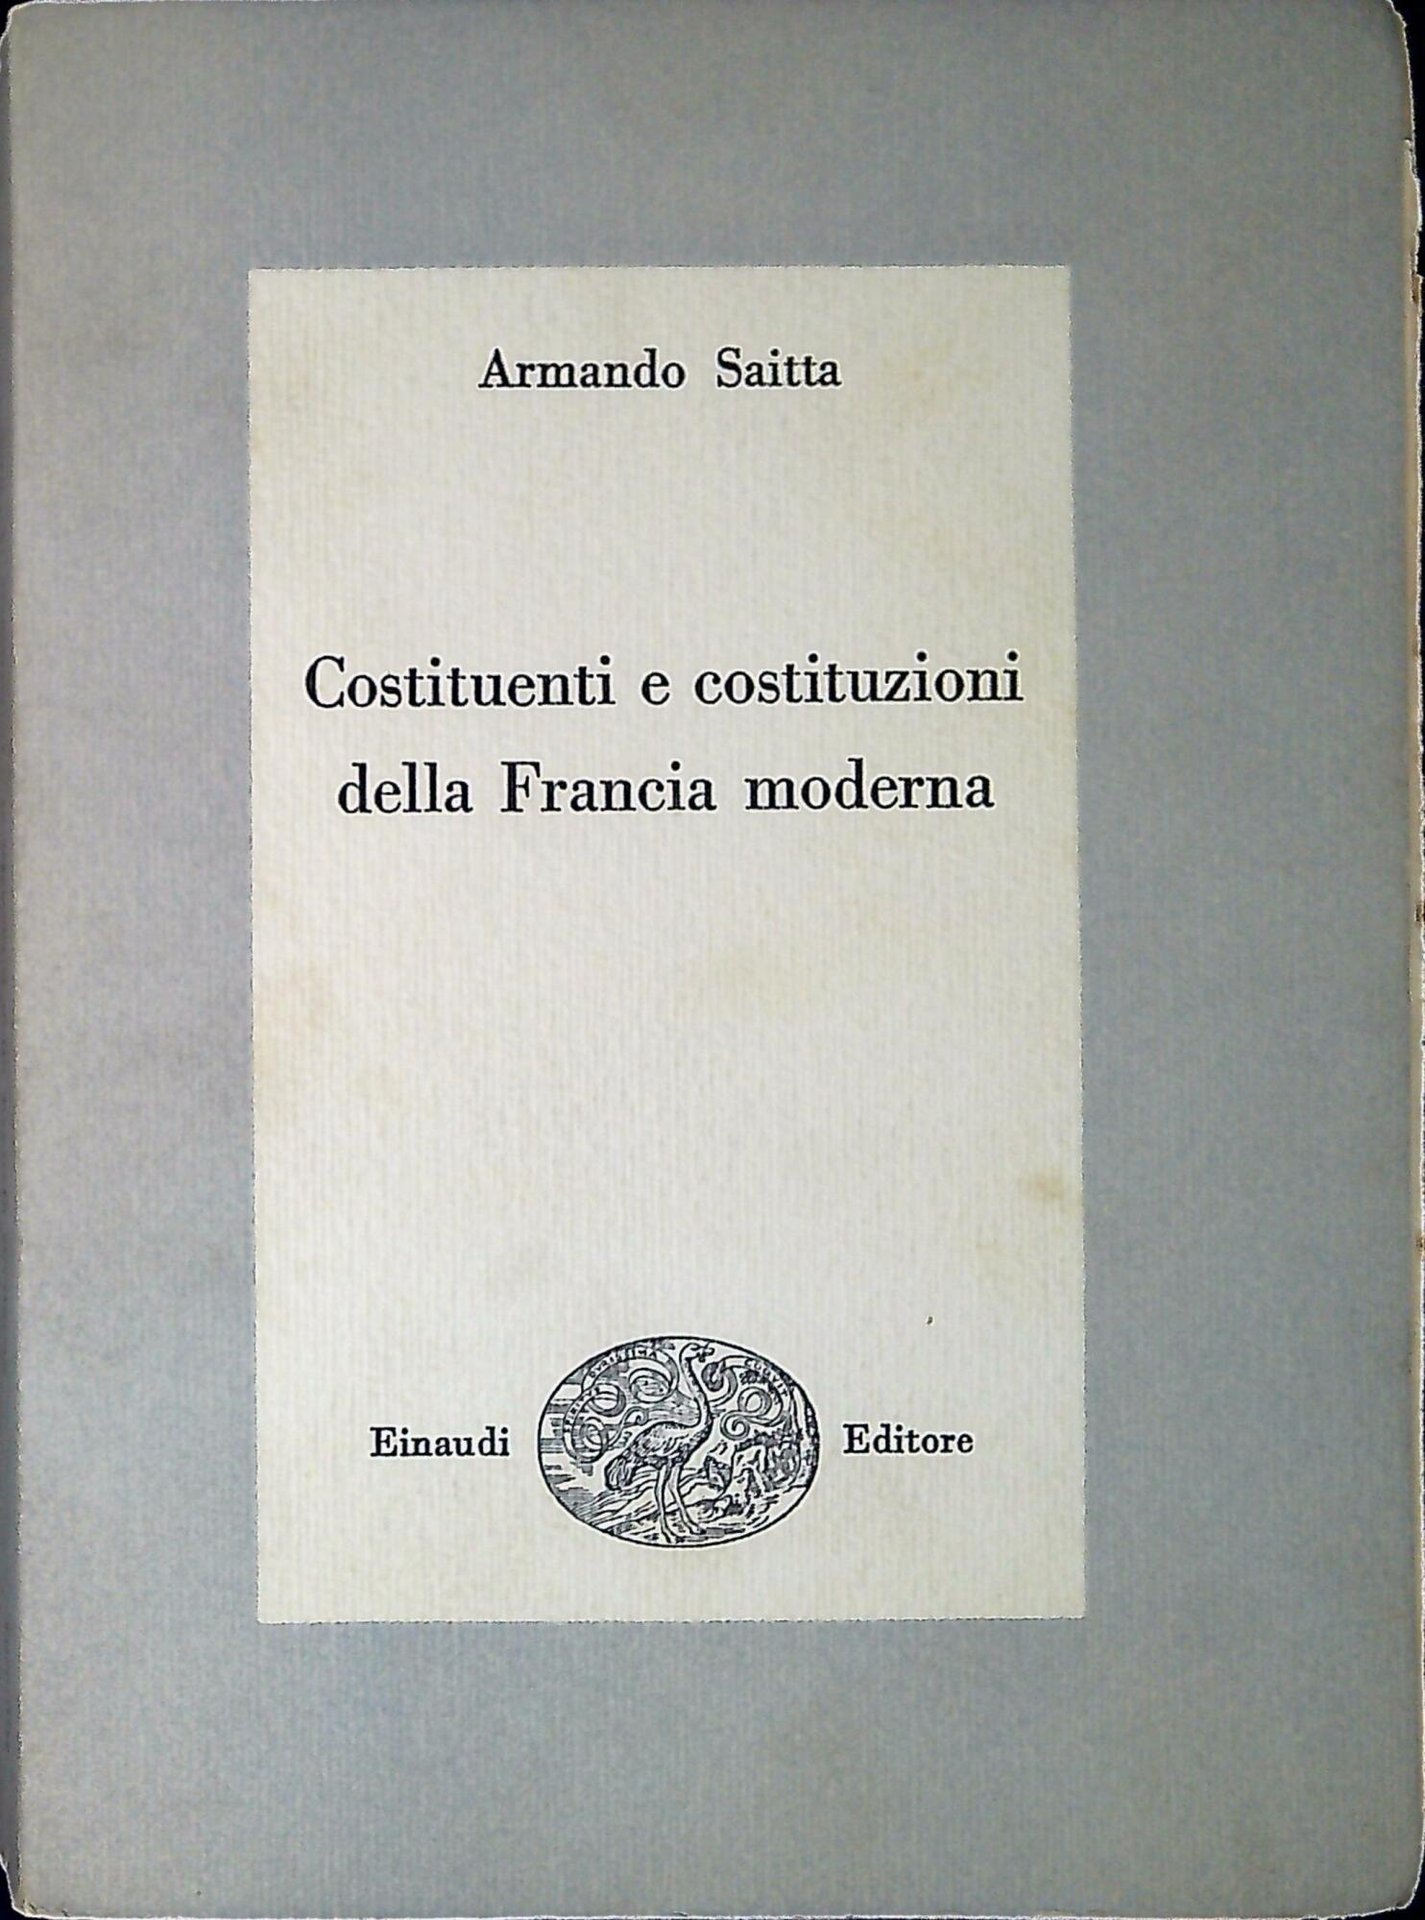 Armando Saitta
Costituenti e costituzioni
della Francia moderna
Einaudi
Editore